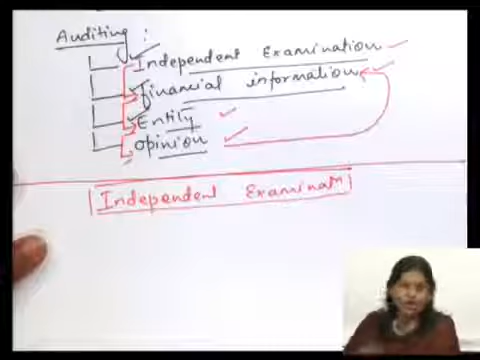 Auditing :
Independent Examination
Financial information
Entity
opinion
Independent Examinatn